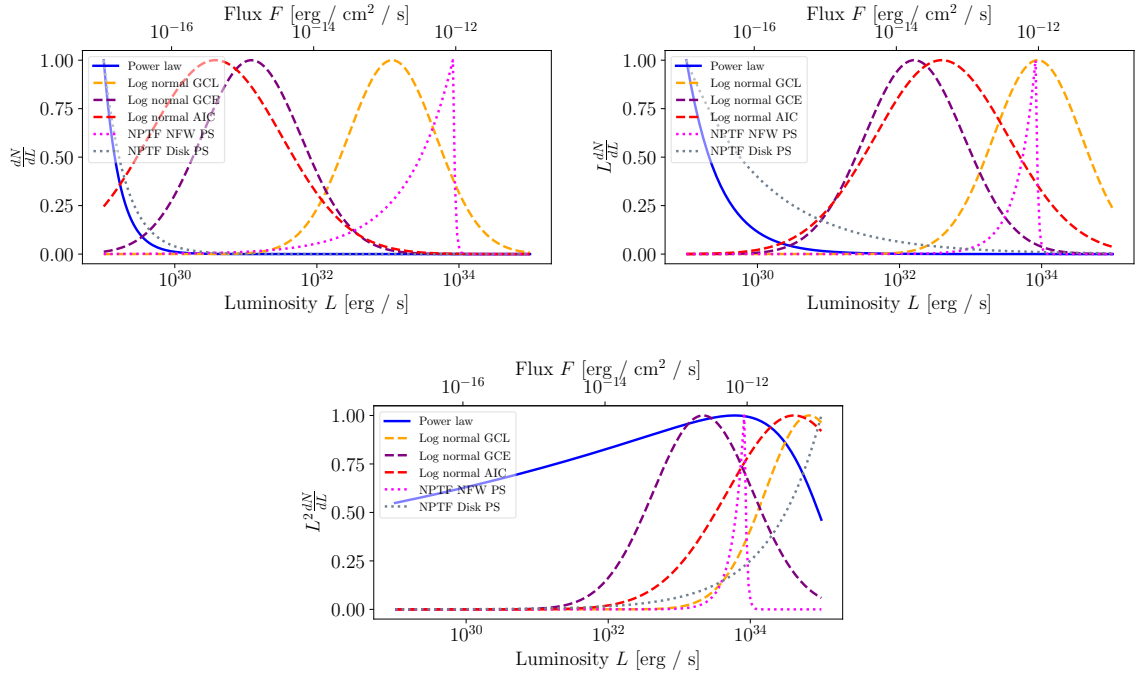 Flux F [erg / cm² / s]
10⁻¹⁶ 10⁻¹⁴ 10⁻¹²
dN/dL
1.00
0.75
0.50
0.25
0.00
Power law
Log normal GCL
Log normal GCE
Log normal AIC
NPTF NFW PS
NPTF Disk PS
10³⁰ 10³² 10³⁴
Luminosity L [erg / s]
Flux F [erg / cm² / s]
10⁻¹⁶ 10⁻¹⁴ 10⁻¹²
L dN/dL
1.00
0.75
0.50
0.25
0.00
Power law
Log normal GCL
Log normal GCE
Log normal AIC
NPTF NFW PS
NPTF Disk PS
10³⁰ 10³² 10³⁴
Luminosity L [erg / s]
Flux F [erg / cm² / s]
10⁻¹⁶ 10⁻¹⁴ 10⁻¹²
L² dN/dL
1.00
0.75
0.50
0.25
0.00
Power law
Log normal GCL
Log normal GCE
Log normal AIC
NPTF NFW PS
NPTF Disk PS
10³⁰ 10³² 10³⁴
Luminosity L [erg / s]